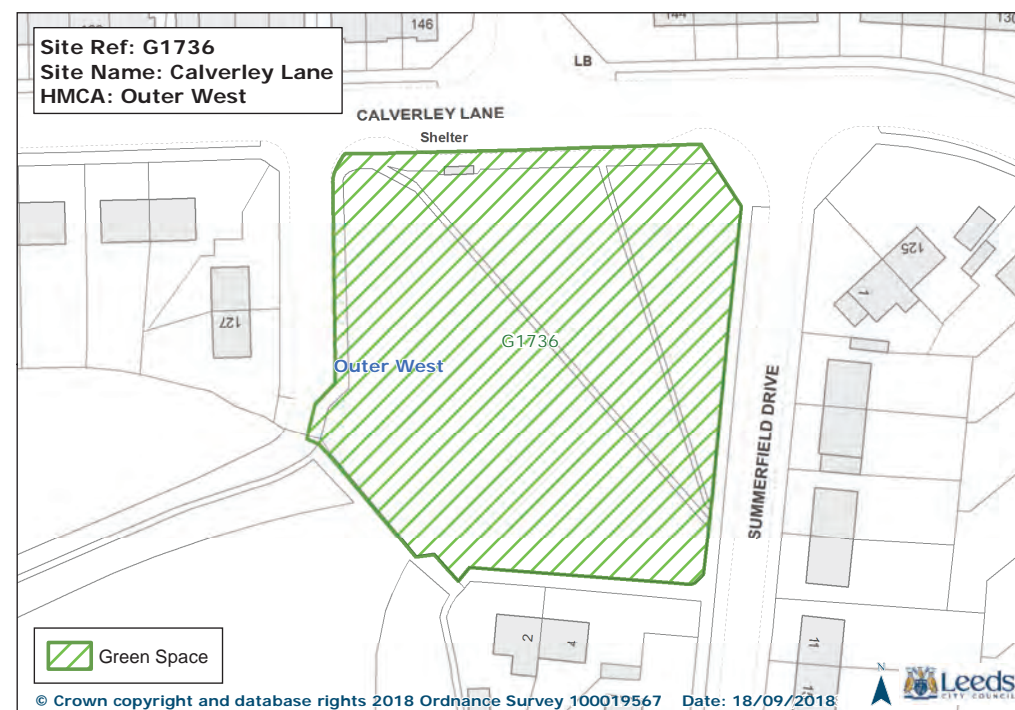 Site Ref: G1736
Site Name: Calverley Lane
HMCA: Outer West
146
144
130
LB
CALVERLEY LANE
Shelter
125
1
127
G1736
Outer West
SUMMERFIELD DRIVE
2
4
11
Green Space
N
Leeds
CITY COUNCIL
© Crown copyright and database rights 2018 Ordnance Survey 100019567 Date: 18/09/2018